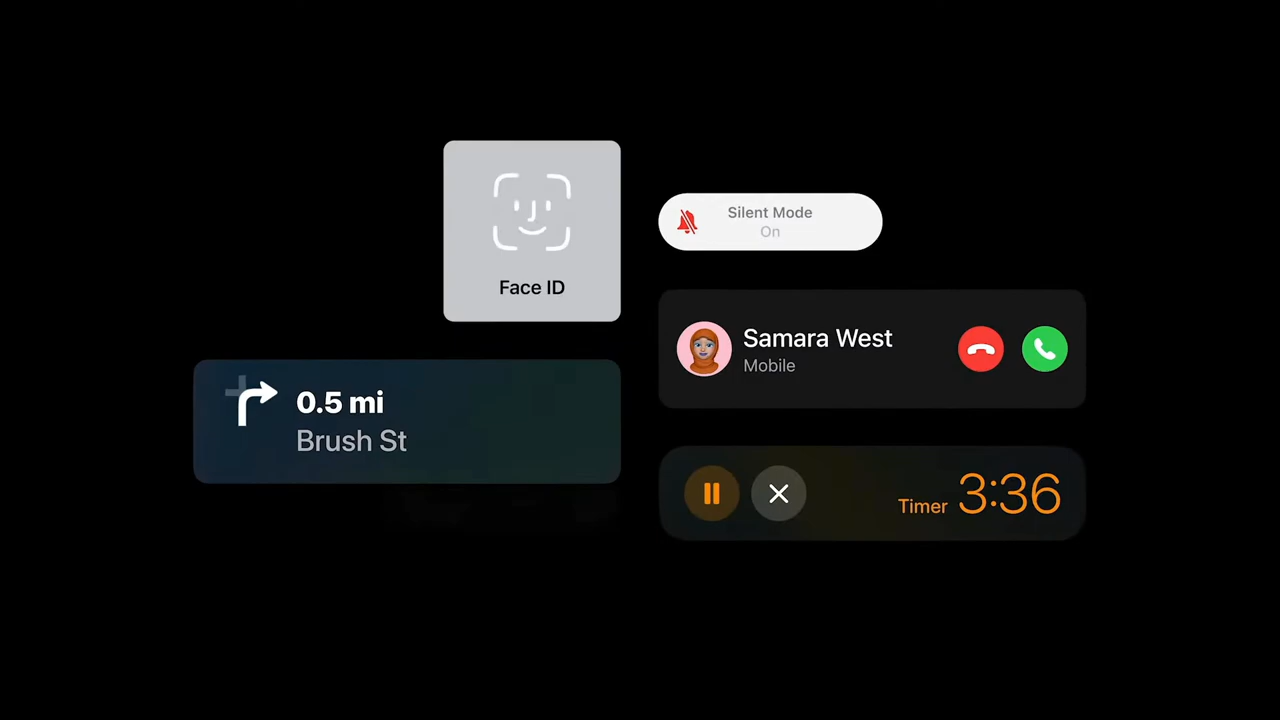 Face ID
Silent Mode
On
Samara West
Mobile
0.5 mi
Brush St
Timer 3:36